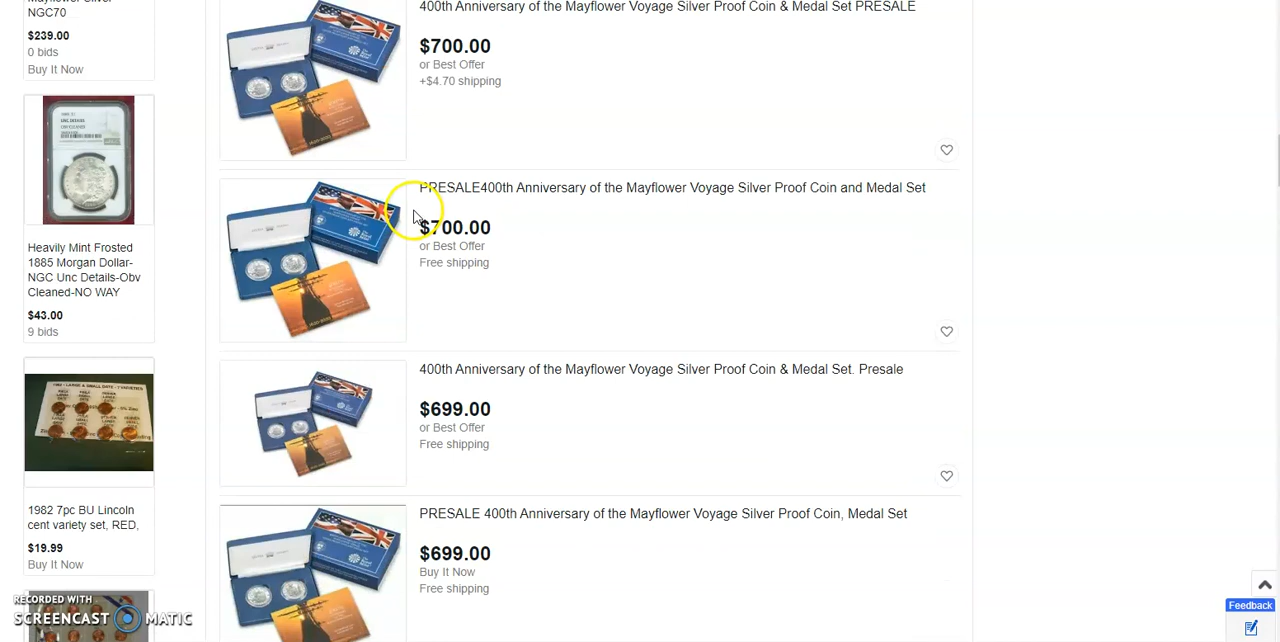 Mayflower Silver
NGC70
$239.00
0 bids
Buy It Now
Heavily Mint Frosted
1885 Morgan Dollar-
NGC Unc Details-Obv
Cleaned-NO WAY
$43.00
9 bids
1982 7pc BU Lincoln
cent variety set, RED,
$19.99
Buy It Now
400th Anniversary of the Mayflower Voyage Silver Proof Coin & Medal Set PRESALE
$700.00
or Best Offer
+$4.70 shipping
PRESALE400th Anniversary of the Mayflower Voyage Silver Proof Coin and Medal Set
$700.00
or Best Offer
Free shipping
400th Anniversary of the Mayflower Voyage Silver Proof Coin & Medal Set. Presale
$699.00
or Best Offer
Free shipping
PRESALE 400th Anniversary of the Mayflower Voyage Silver Proof Coin, Medal Set
$699.00
Buy It Now
Free shipping
RECORDED WITH
SCREENCAST MATIC
Feedback